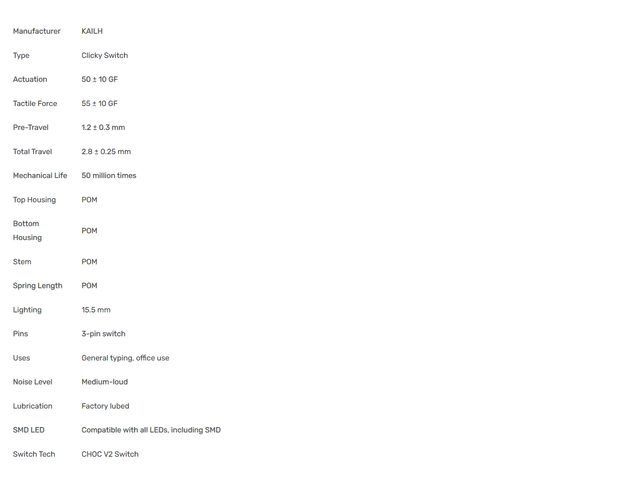 Manufacturer KAILH
Type Clicky Switch
Actuation 50 ± 10 GF
Tactile Force 55 ± 10 GF
Pre-Travel 1.2 ± 0.3 mm
Total Travel 2.8 ± 0.25 mm
Mechanical Life 50 million times
Top Housing POM
Bottom
Housing POM
Stem POM
Spring Length POM
Lighting 15.5 mm
Pins 3-pin switch
Uses General typing, office use
Noise Level Medium-loud
Lubrication Factory lubed
SMD LED Compatible with all LEDs, including SMD
Switch Tech CHOC V2 Switch